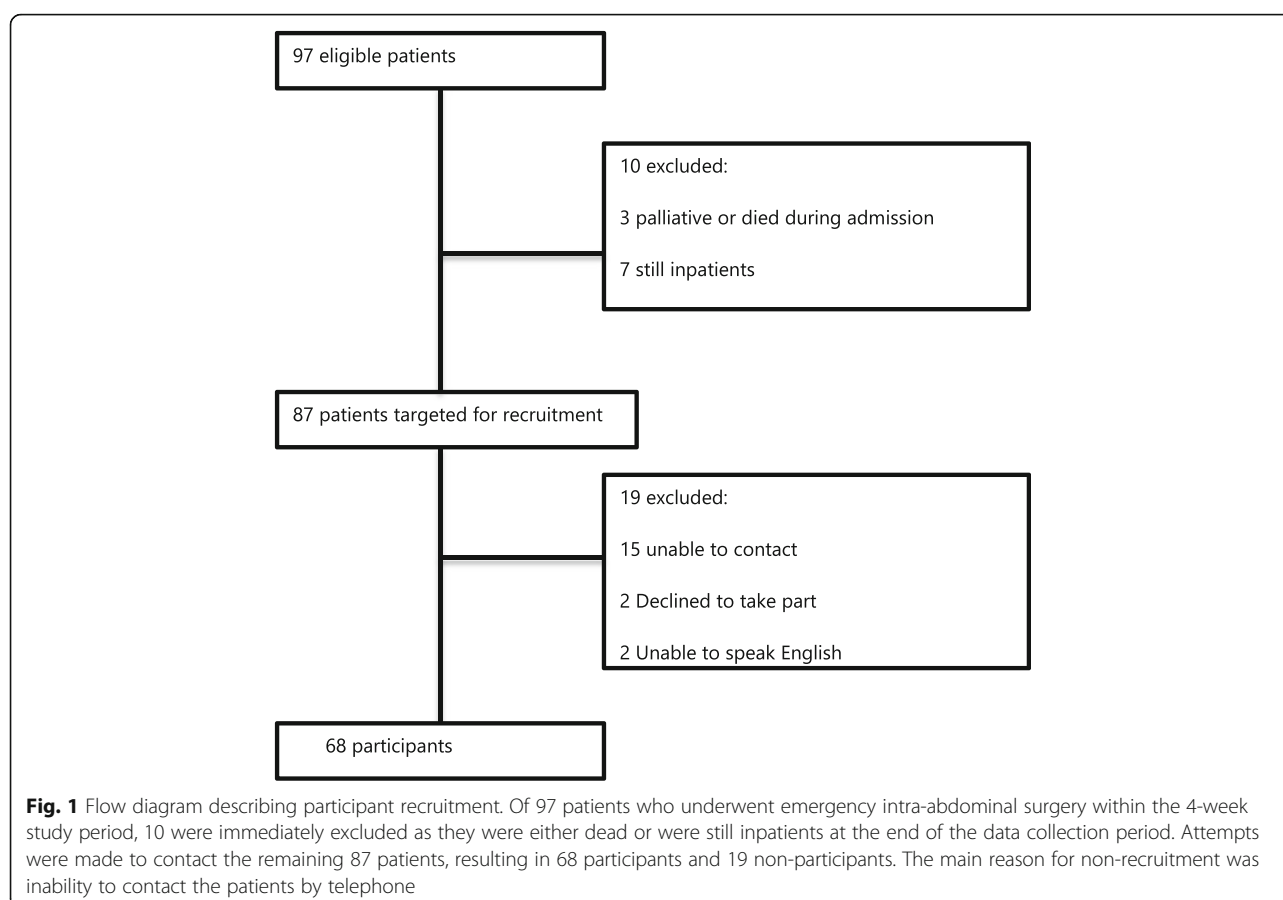 97 eligible patients
10 excluded:
3 palliative or died during admission
7 still inpatients
87 patients targeted for recruitment
19 excluded:
15 unable to contact
2 Declined to take part
2 Unable to speak English
68 participants
Fig. 1 Flow diagram describing participant recruitment. Of 97 patients who underwent emergency intra-abdominal surgery within the 4-week
study period, 10 were immediately excluded as they were either dead or were still inpatients at the end of the data collection period. Attempts
were made to contact the remaining 87 patients, resulting in 68 participants and 19 non-participants. The main reason for non-recruitment was
inability to contact the patients by telephone